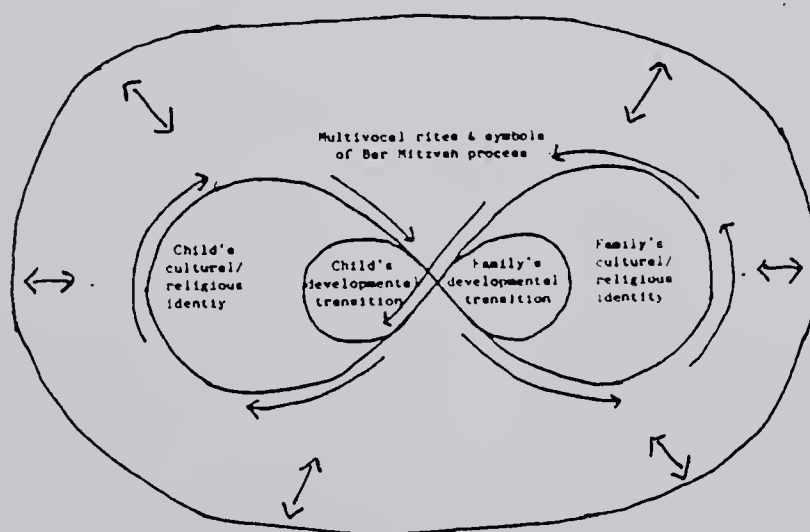 Multivocal rites & symbols
of Bar Mitzvah process
Child's
cultural/
religious
identiy
Child's
developmental
transition
Family's
developmental
transition
Family's
cultural/
religious
identity